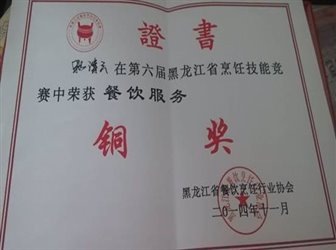 證書
在第六届黑龙江省烹饪技能竞
赛中荣获 餐饮服务
铜奖
黑龙江省餐饮烹饪行业协会
二〇一四年十一月